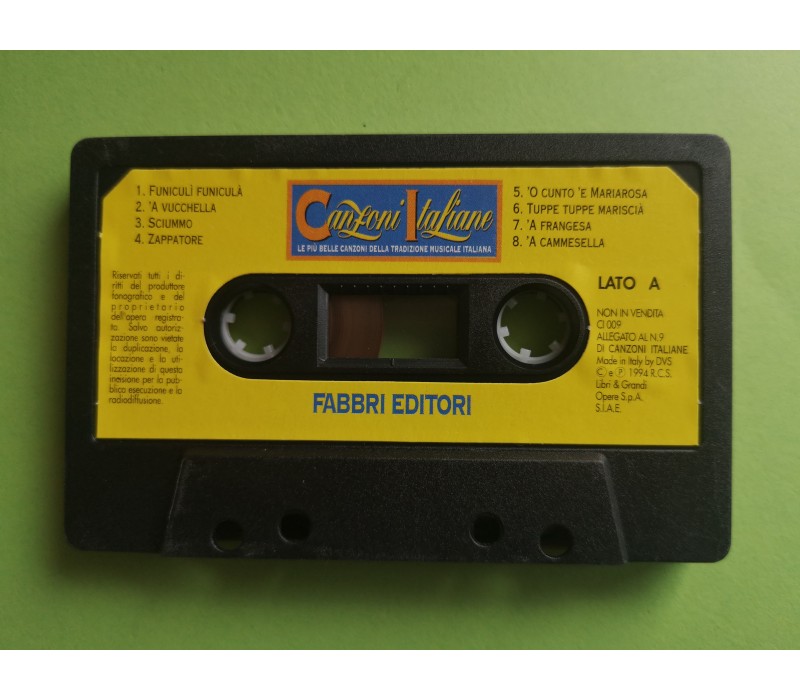 1. FUNICULÌ FUNICULÀ
2. 'A VUCCHELLA
3. SCIUMMO
4. ZAPPATORE
Canzoni Italiane
LE PIÙ BELLE CANZONI DELLA TRADIZIONE MUSICALE ITALIANA
5. 'O CUNTO 'E MARIAROSA
6. TUPPE TUPPE MARISCIÀ
7. 'A FRANGESA
8. 'A CAMMESELLA
Riservati tutti i di-
ritti del produttore
fonografico e del
proprietario
dell'opera registra-
ta. Salvo autoriz-
zazione sono vietate
la duplicazione, la
locazione e la uti-
lizzazione di questa
incisione per la pub-
blica esecuzione e la
radiodiffusione.
LATO A
NON IN VENDITA
CI 009
ALLEGATO AL N.9
DI CANZONI ITALIANE
Made in Italy by DVS
© e ℗ 1994 R.C.S.
Libri & Grandi
Opere S.p.A.
S.I.A.E.
FABBRI EDITORI